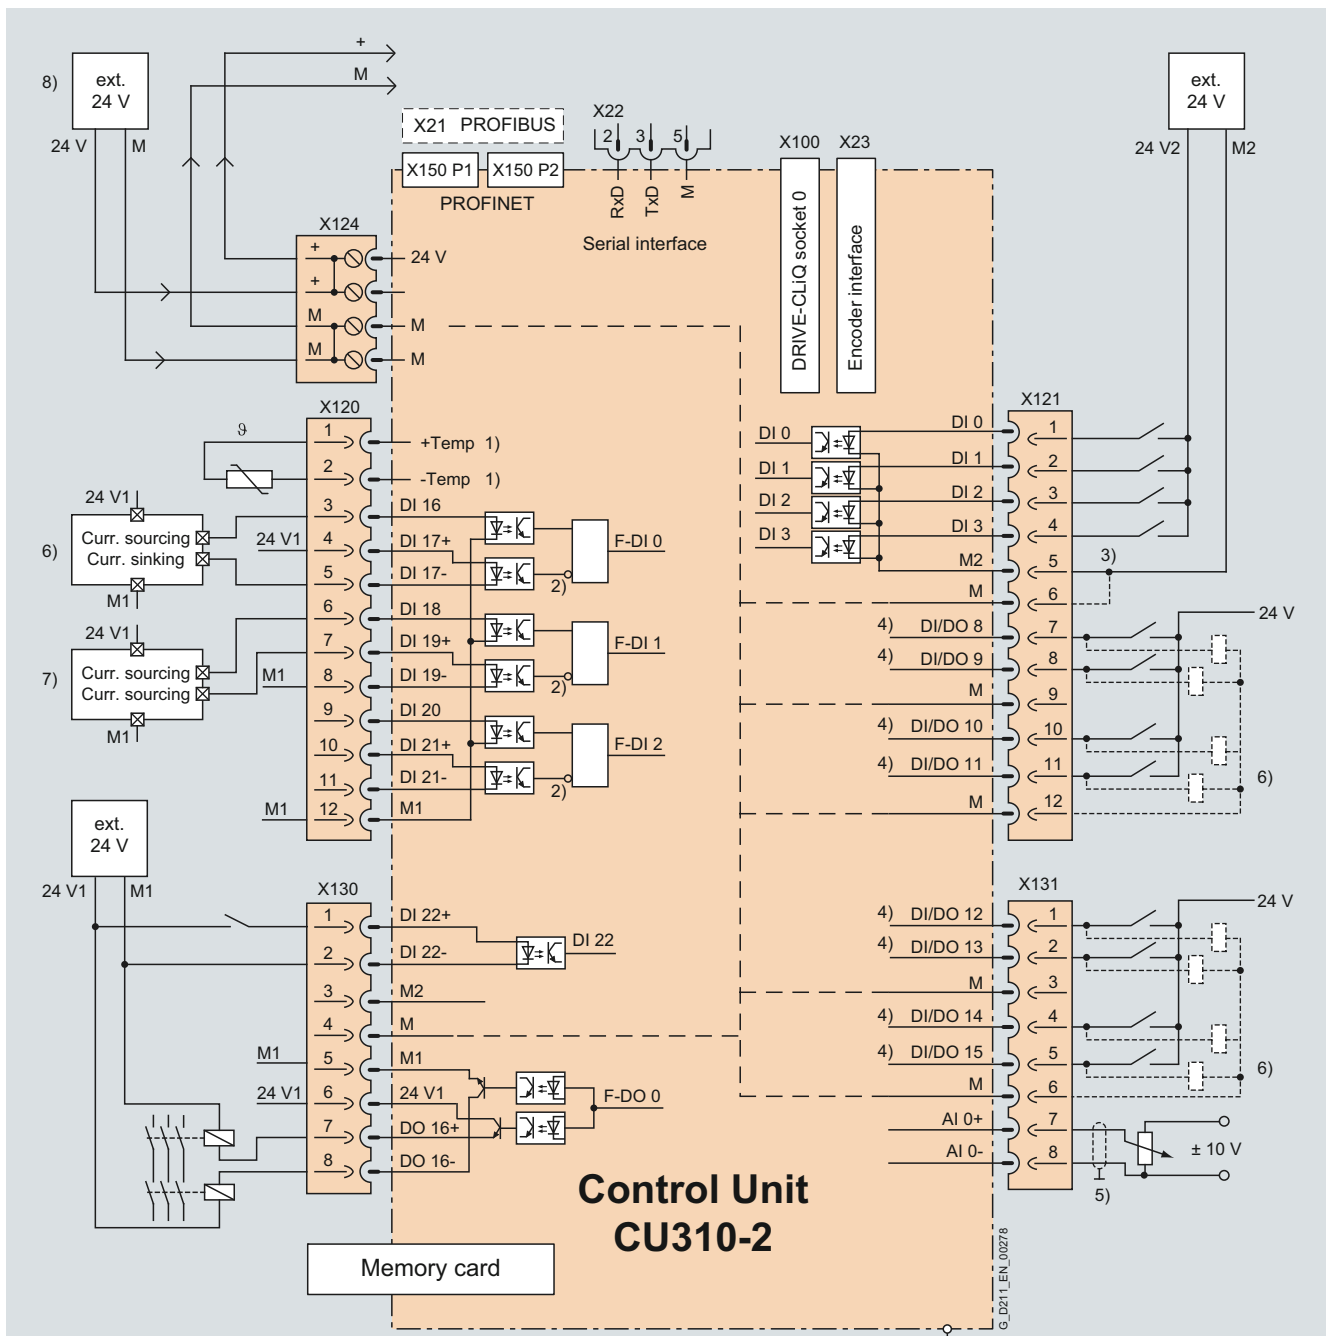 8)
ext.
24 V
24 V
M
+
M
X21 PROFIBUS
X150 P1
X150 P2
PROFINET
X22
2
3
5
RxD
TxD
M
Serial interface
X100
X23
DRIVE-CLiQ socket 0
Encoder interface
ext.
24 V
24 V2
M2
X124
+
24 V
+
M
M
M
M
X120
ϑ
1
+Temp 1)
2
-Temp 1)
24 V1
6)
Curr. sourcing
Curr. sinking
M1
3
DI 16
24 V1
4
DI 17+
5
DI 17-
2)
F-DI 0
24 V1
7)
Curr. sourcing
Curr. sourcing
M1
6
DI 18
7
DI 19+
M1
8
DI 19-
2)
F-DI 1
9
DI 20
10
DI 21+
11
DI 21-
2)
F-DI 2
M1
12
M1
X121
DI 0
DI 0
1
DI 1
DI 1
2
DI 2
DI 2
3
DI 3
DI 3
4
M2
5
3)
M
6
24 V
4) DI/DO 8
7
4) DI/DO 9
8
M
9
4) DI/DO 10
10
4) DI/DO 11
11
6)
M
12
ext.
24 V
24 V1
M1
X130
1
DI 22+
2
DI 22-
DI 22
3
M2
4
M
M1
5
M1
24 V1
6
24 V1
F-DO 0
7
DO 16+
8
DO 16-
X131
24 V
4) DI/DO 12
1
4) DI/DO 13
2
M
3
4) DI/DO 14
4
4) DI/DO 15
5
6)
M
6
AI 0+
7
AI 0-
8
± 10 V
5)
Control Unit
CU310-2
Memory card
G_D211_EN_00278